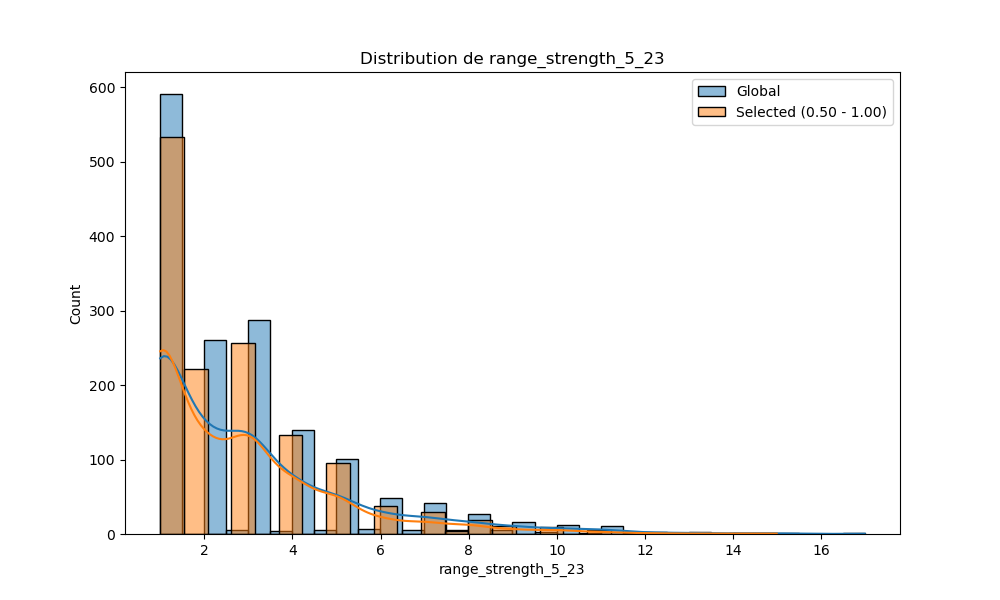 Distribution de range_strength_5_23
Global
Selected (0.50 - 1.00)
600
500
400
300
200
100
0
Count
2 4 6 8 10 12 14 16
range_strength_5_23